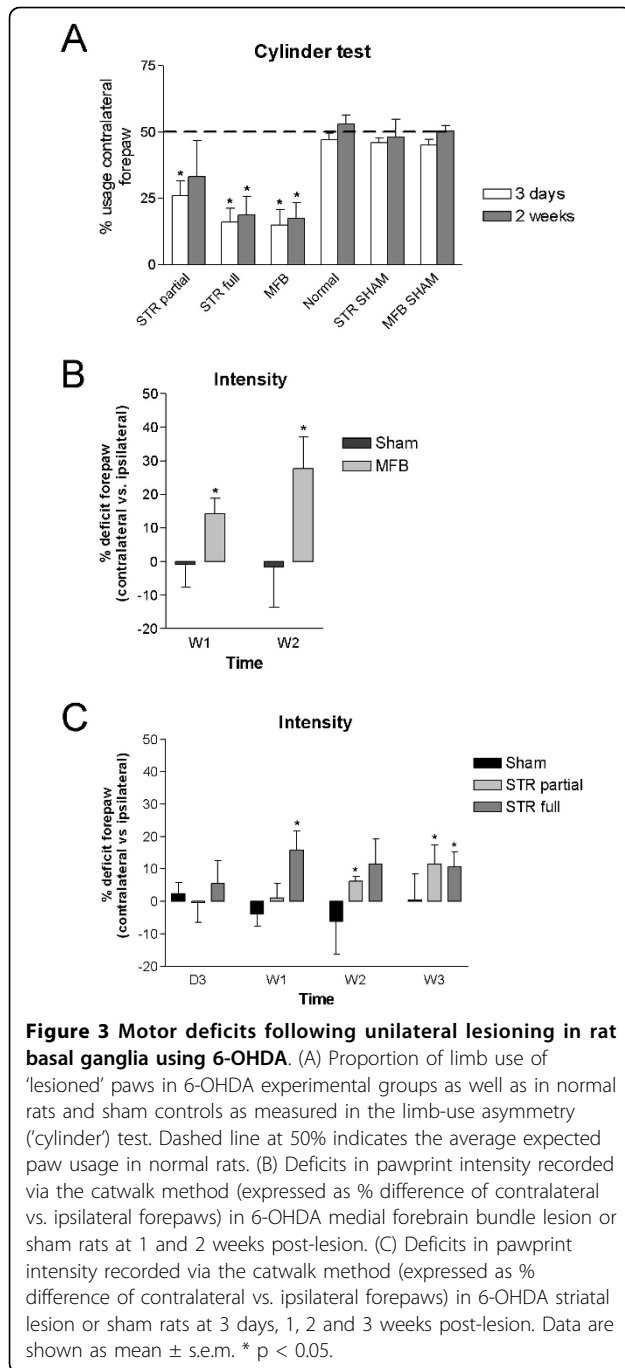 A
Cylinder test
% usage contralateral
forepaw
75
50
25
0
* * * * *
3 days
2 weeks
STR partial
STR full
MFB
Normal
STR SHAM
MFB SHAM
B
Intensity
% deficit forepaw
(contralateral vs. ipsilateral)
50
40
30
20
10
0
-10
-20
* *
Sham
MFB
W1 W2
Time
C
Intensity
% deficit forepaw
(contralateral vs ipsilateral)
50
40
30
20
10
0
-10
-20
* * * *
Sham
STR partial
STR full
D3 W1 W2 W3
Time
Figure 3 Motor deficits following unilateral lesioning in rat
basal ganglia using 6-OHDA. (A) Proportion of limb use of
'lesioned' paws in 6-OHDA experimental groups as well as in normal
rats and sham controls as measured in the limb-use asymmetry
('cylinder') test. Dashed line at 50% indicates the average expected
paw usage in normal rats. (B) Deficits in pawprint intensity recorded
via the catwalk method (expressed as % difference of contralateral
vs. ipsilateral forepaws) in 6-OHDA medial forebrain bundle lesion or
sham rats at 1 and 2 weeks post-lesion. (C) Deficits in pawprint
intensity recorded via the catwalk method (expressed as %
difference of contralateral vs. ipsilateral forepaws) in 6-OHDA striatal
lesion or sham rats at 3 days, 1, 2 and 3 weeks post-lesion. Data are
shown as mean ± s.e.m. * p < 0.05.